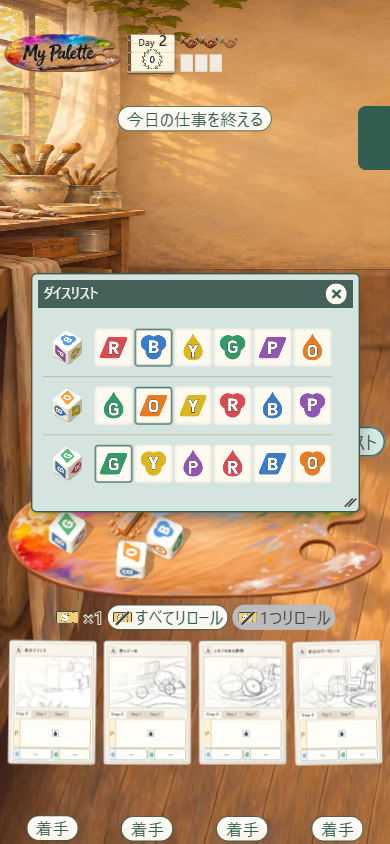 My Palette
Day 2
0
今日の仕事を終える
ダイスリスト
R B Y G P O
G O Y R B P
スト
G Y P R B O
G B O
×1 すべてリロール 1つリロール
着手 着手 着手 着手